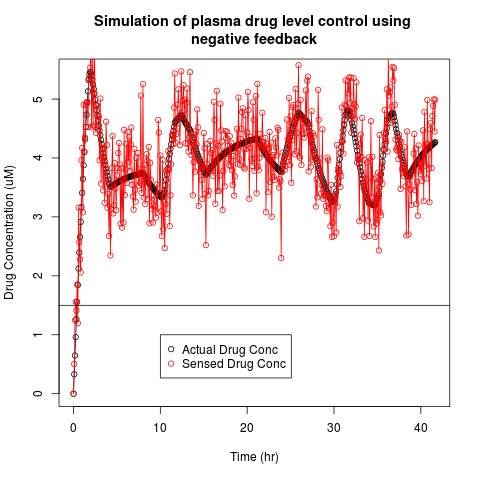 Simulation of plasma drug level control using
negative feedback
Drug Concentration (uM)
5
4
3
2
1
0
Actual Drug Conc
Sensed Drug Conc
0 10 20 30 40
Time (hr)